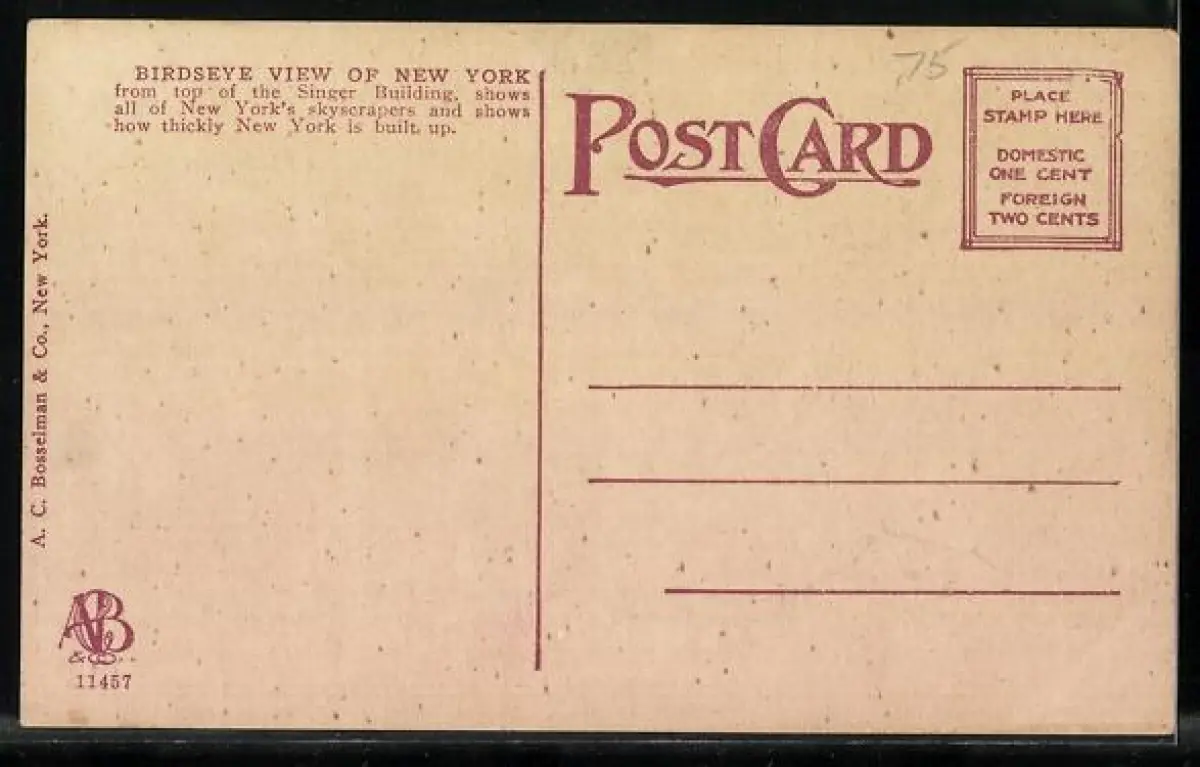 BIRDSEYE VIEW OF NEW YORK
from top of the Singer Building, shows
all of New York's skyscrapers and shows
how thickly New York is built up.
A. C. Bosselman & Co., New York.
ACB
& Co.
11457
POST CARD
75
PLACE
STAMP HERE
DOMESTIC
ONE CENT
FOREIGN
TWO CENTS